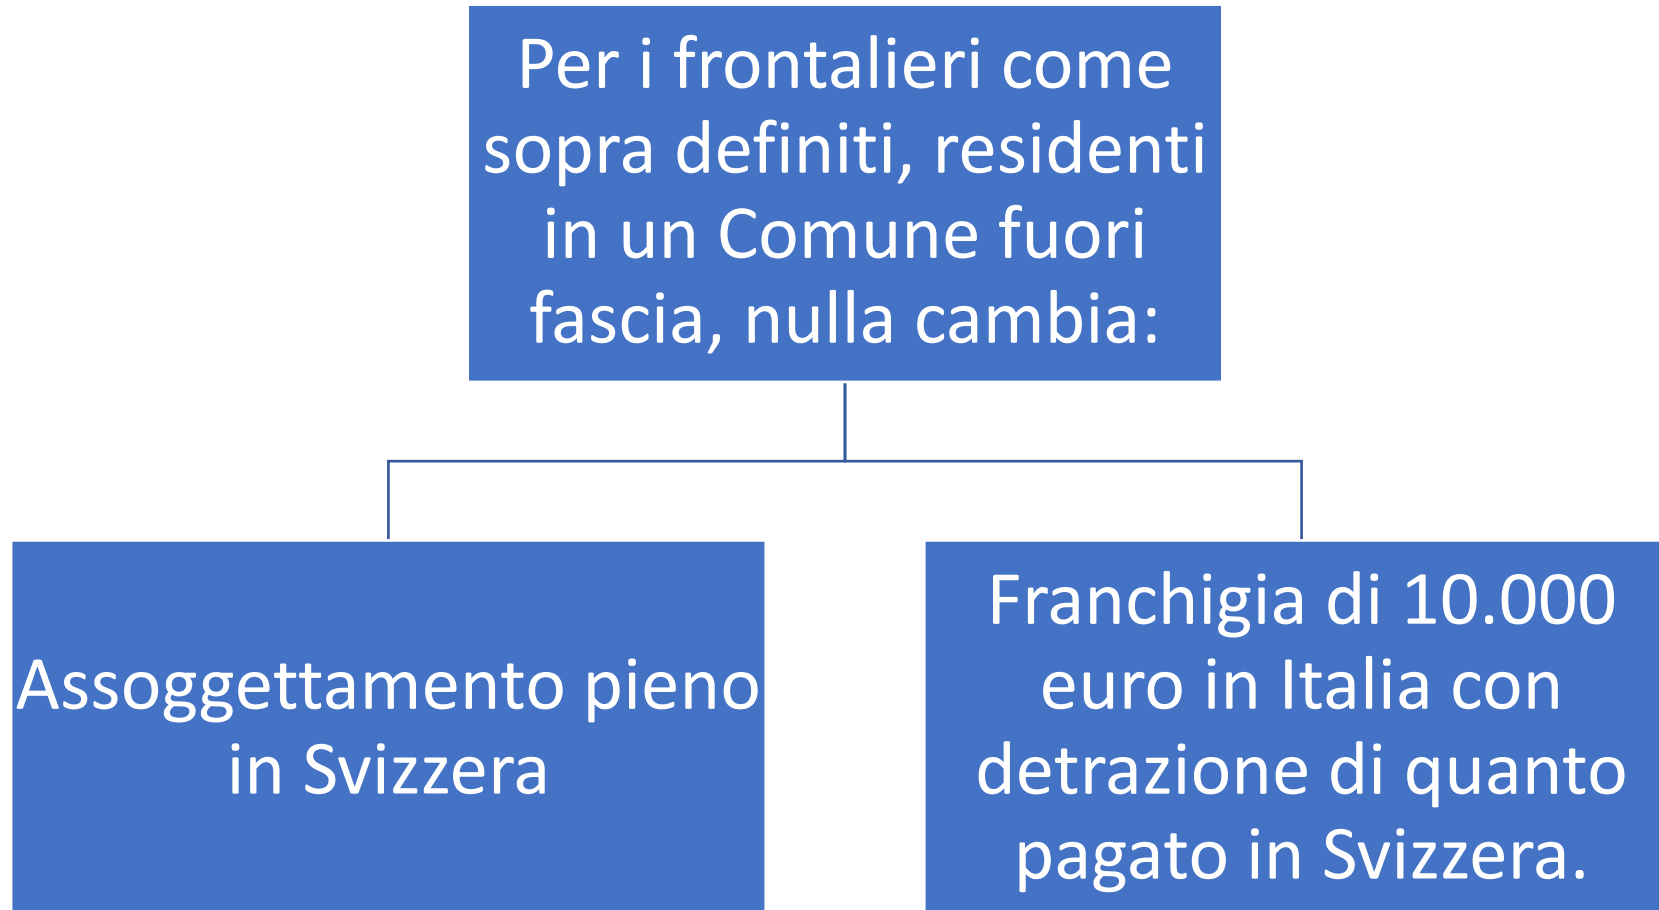 Per i frontalieri come
sopra definiti, residenti
in un Comune fuori
fascia, nulla cambia:
Assoggettamento pieno
in Svizzera
Franchigia di 10.000
euro in Italia con
detrazione di quanto
pagato in Svizzera.